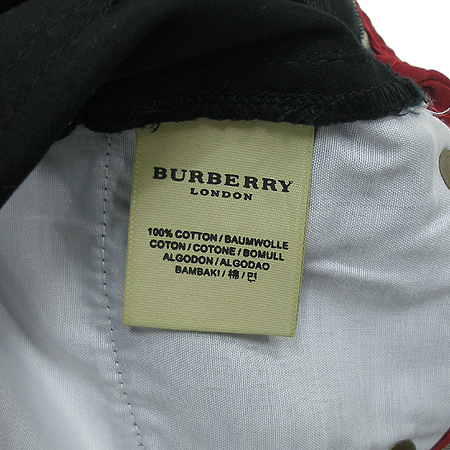 BURBERRY
LONDON
100% COTTON / BAUMWOLLE
COTON / COTONE / BOMULL
ALGODON / ALGODAO
BAMBAKI / 棉 / 면